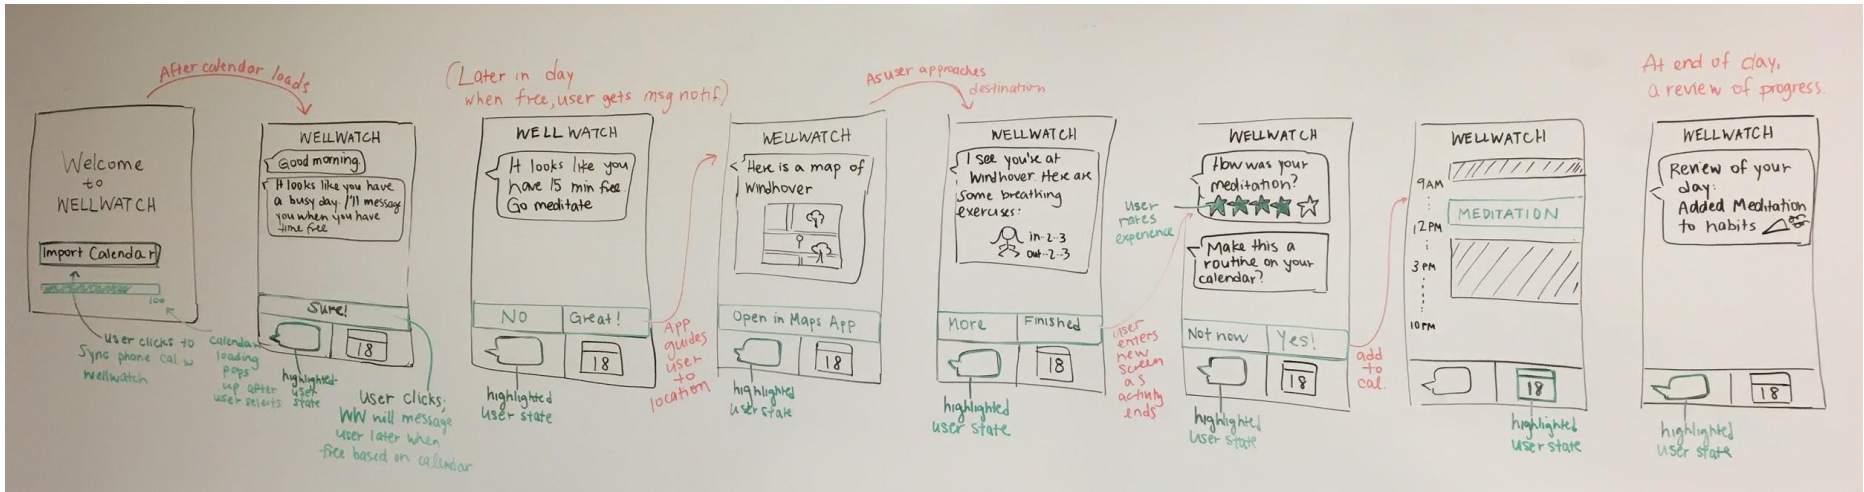 After calendar loads
Welcome
to
WELLWATCH
Import Calendar
100
user clicks to
Sync phone cal w
wellwatch
calendar
loading
pops
up after
user selects
WELLWATCH
Good morning
It looks like you have
a busy day. I'll message
you when you have
time free
Sure!
18
highlighted
user
state
user clicks;
WW will message
user later when
free based on calendar
(Later in day
when free, user gets msg notif.)
WELLWATCH
It looks like you
have 15 min free
Go meditate
No
Great!
18
highlighted
user state
App
guides
user
to
location
WELLWATCH
Here is a map of
Windhover
Open in Maps App
18
highlighted
user state
As user approaches
destination
WELLWATCH
I see you're at
Windhover. Here are
some breathing
exercises:
in-2-3
out-2-3
More
Finished
18
highlighted
user state
user
enters
new
screen
as
activity
ends
WELLWATCH
How was your
meditation?
user
rates
experience
Make this a
routine on your
calendar?
Not now
Yes!
18
highlighted
user state
add
to
cal.
WELLWATCH
9AM
MEDITATION
12PM
3PM
10PM
18
highlighted
user state
At end of day,
a review of progress.
WELLWATCH
Review of your
day:
Added Meditation
to habits
18
highlighted
user state